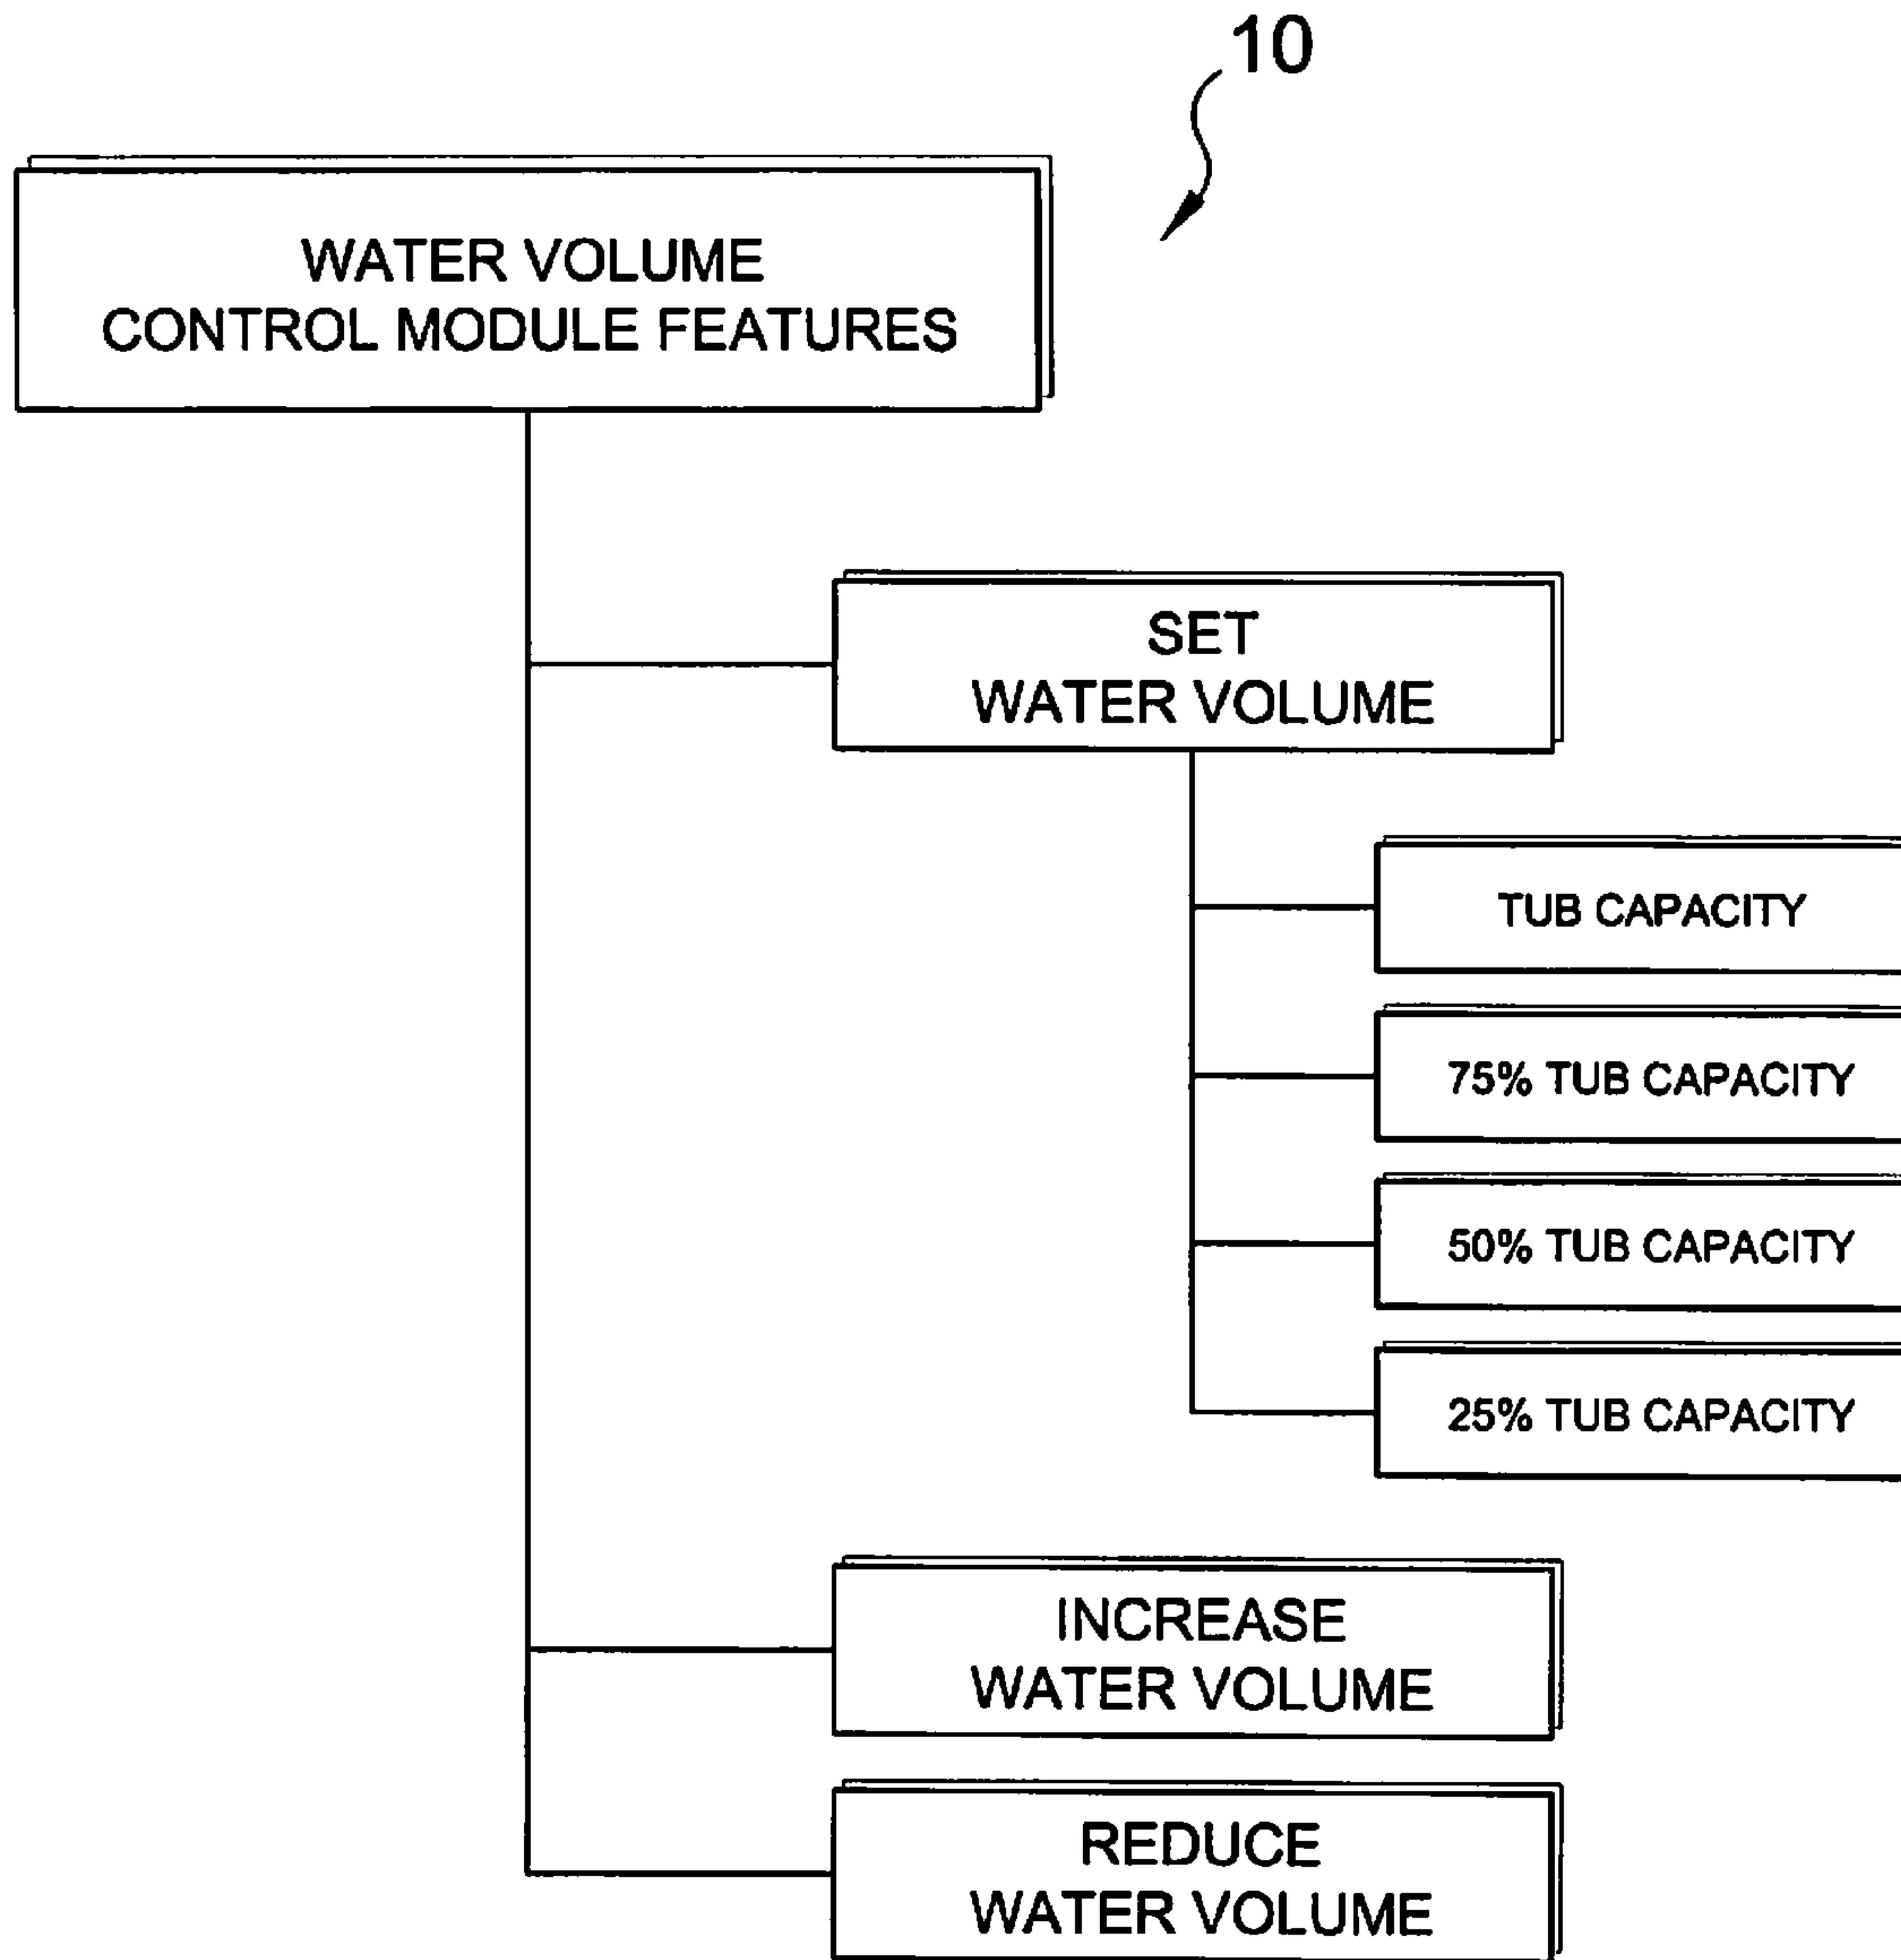 10
WATER VOLUME
CONTROL MODULE FEATURES
SET
WATER VOLUME
TUB CAPACITY
75% TUB CAPACITY
50% TUB CAPACITY
25% TUB CAPACITY
INCREASE
WATER VOLUME
REDUCE
WATER VOLUME